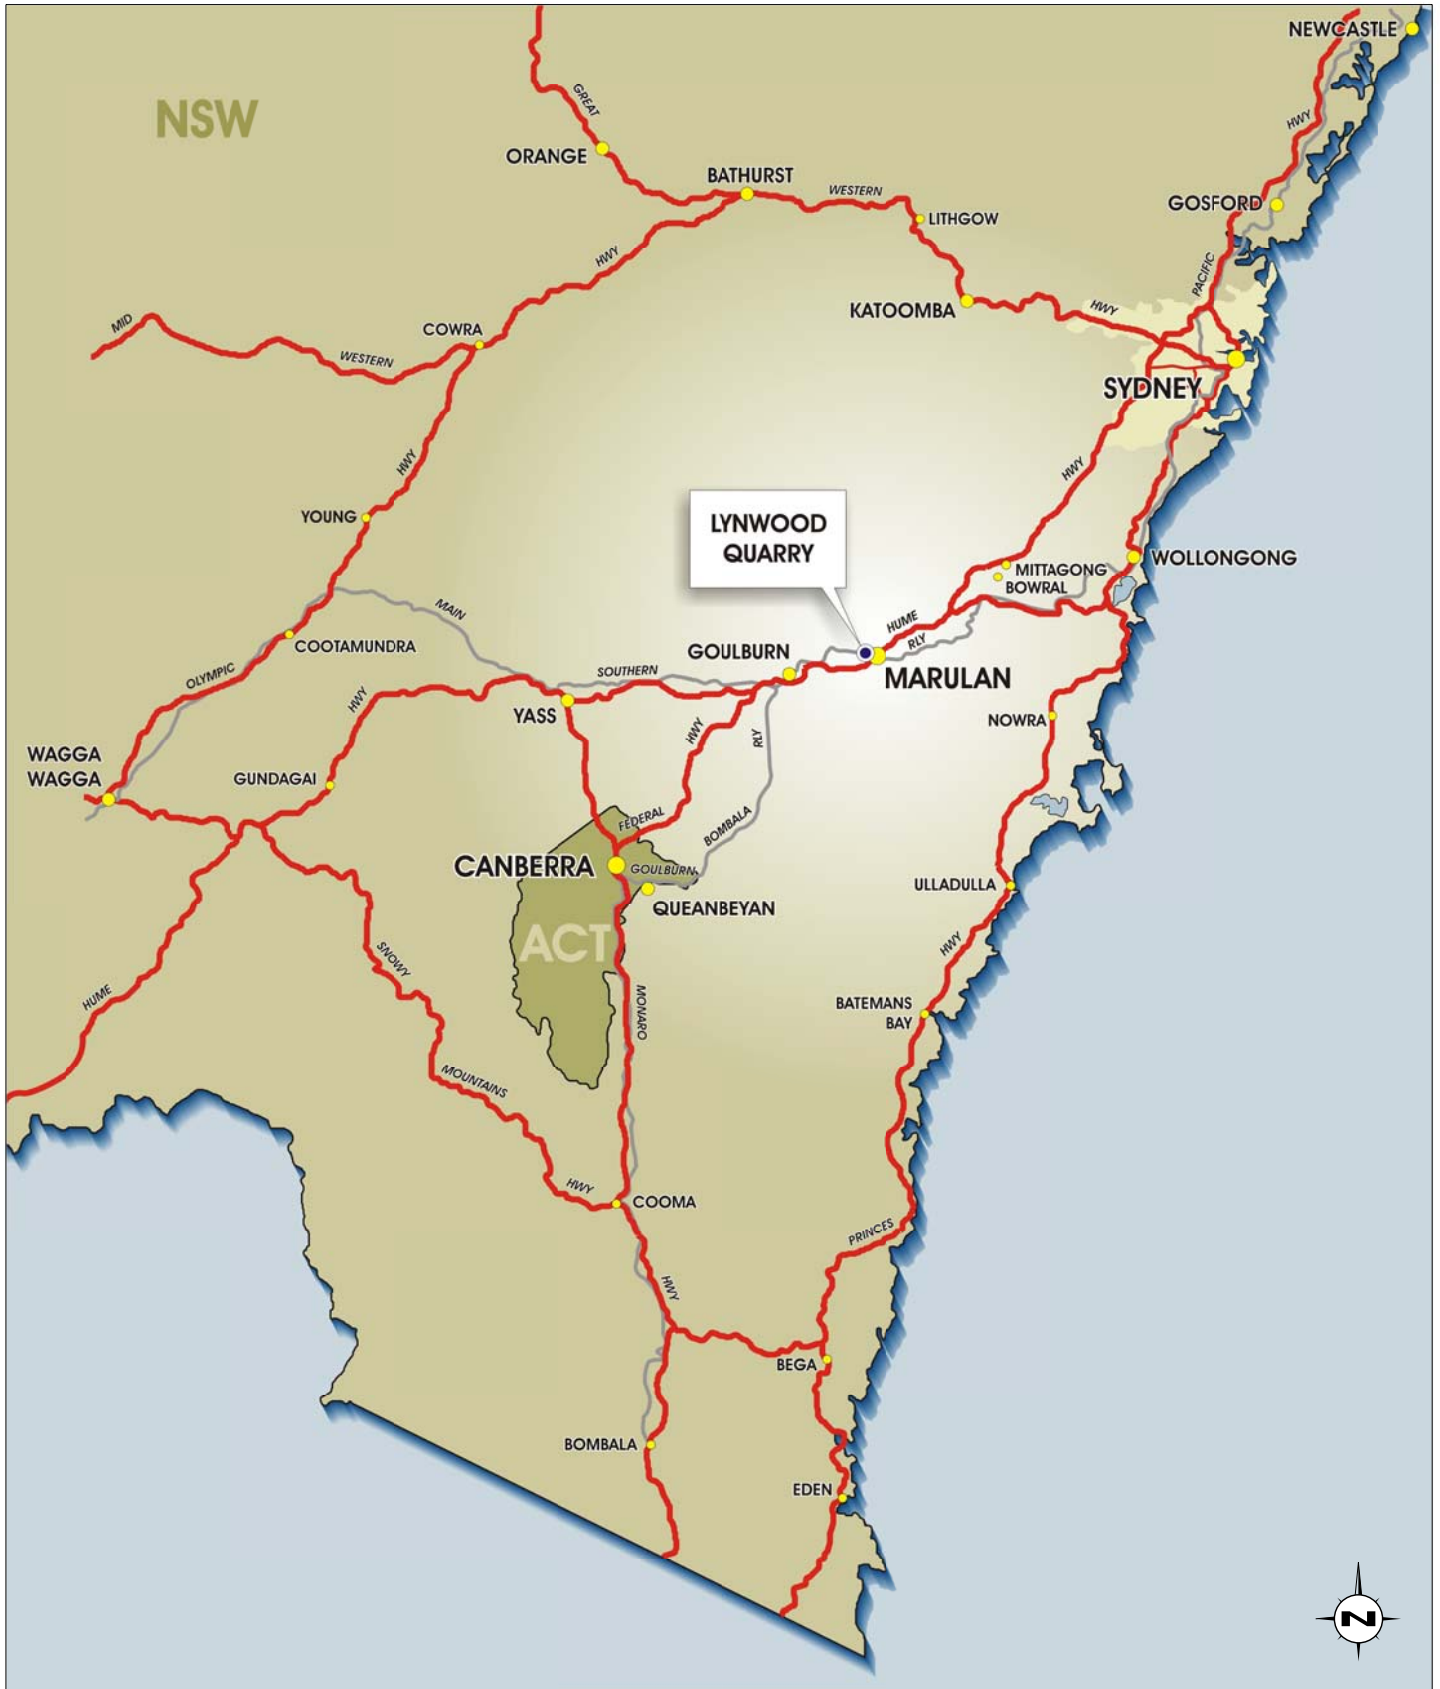 NEWCASTLE
NSW
GREAT
HWY
ORANGE
BATHURST
WESTERN
LITHGOW
GOSFORD
HWY
PACIFIC
KATOOMBA
HWY
MID
COWRA
WESTERN
SYDNEY
HWY
HWY
YOUNG
LYNWOOD
QUARRY
WOLLONGONG
MITTAGONG
BOWRAL
MAIN
HUME
RLY
COOTAMUNDRA
GOULBURN
OLYMPIC
SOUTHERN
MARULAN
HWY
YASS
NOWRA
HWY
RLY
WAGGA
WAGGA
GUNDAGAI
FEDERAL
BOMBALA
CANBERRA
GOULBURN
ULLADULLA
QUEANBEYAN
ACT
HWY
SNOWY
HUME
MONARO
BATEMANS
BAY
MOUNTAINS
HWY
COOMA
PRINCES
HWY
BEGA
BOMBALA
EDEN
N